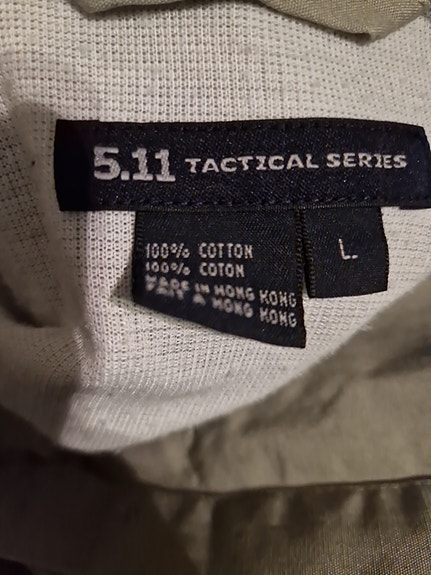 5.11 TACTICAL SERIES
100% COTTON
100% COTON
MADE IN HONG KONG
FAIT A HONG KONG
L.